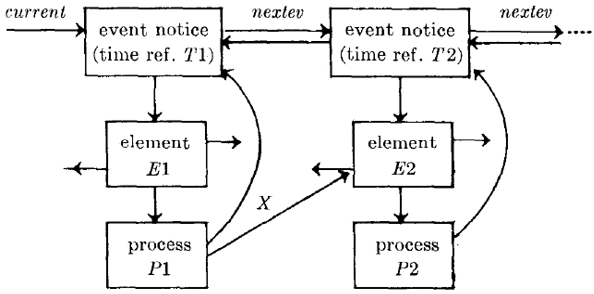 current
nextev
nextev
event notice
(time ref. T1)
event notice
(time ref. T2)
element
E1
element
E2
X
process
P1
process
P2